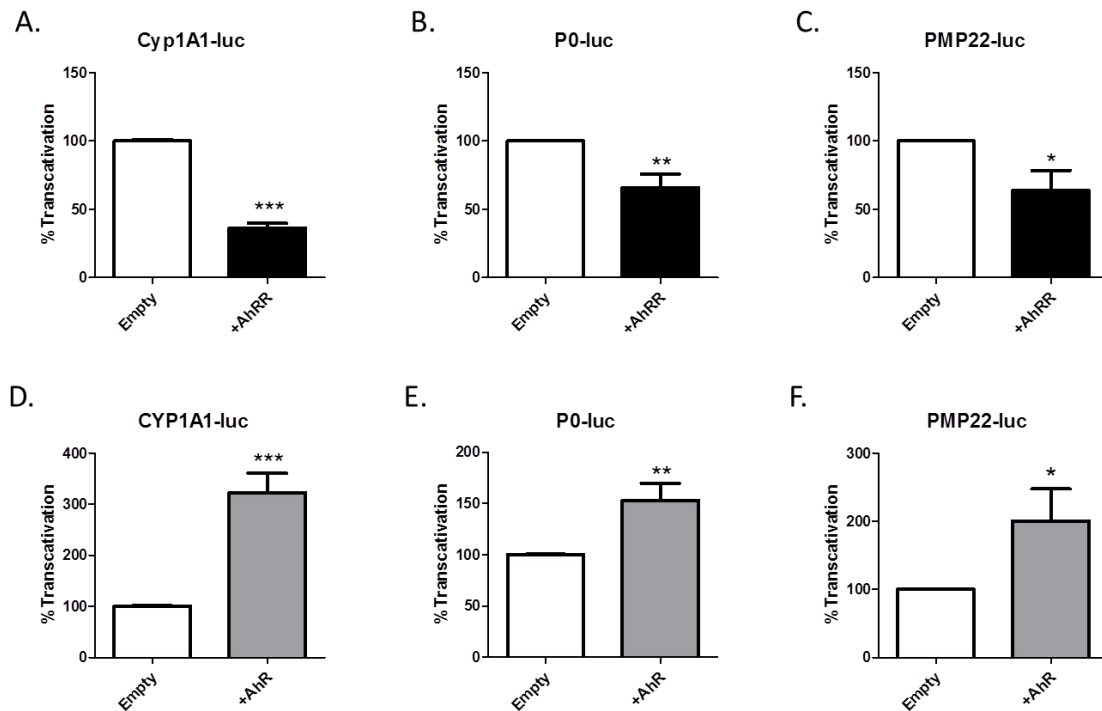 A.
Cyp1A1-luc
% Transcativation
150
100
50
0
***
Empty
+AhRR
B.
P0-luc
% Transcativation
150
100
50
0
**
Empty
+AhRR
C.
PMP22-luc
% Transcativation
150
100
50
0
*
Empty
+AhRR
D.
CYP1A1-luc
% Transcativation
400
300
200
100
0
***
Empty
+AhR
E.
P0-luc
% Transcativation
200
150
100
50
0
**
Empty
+AhR
F.
PMP22-luc
% Transcativation
300
200
100
0
*
Empty
+AhR